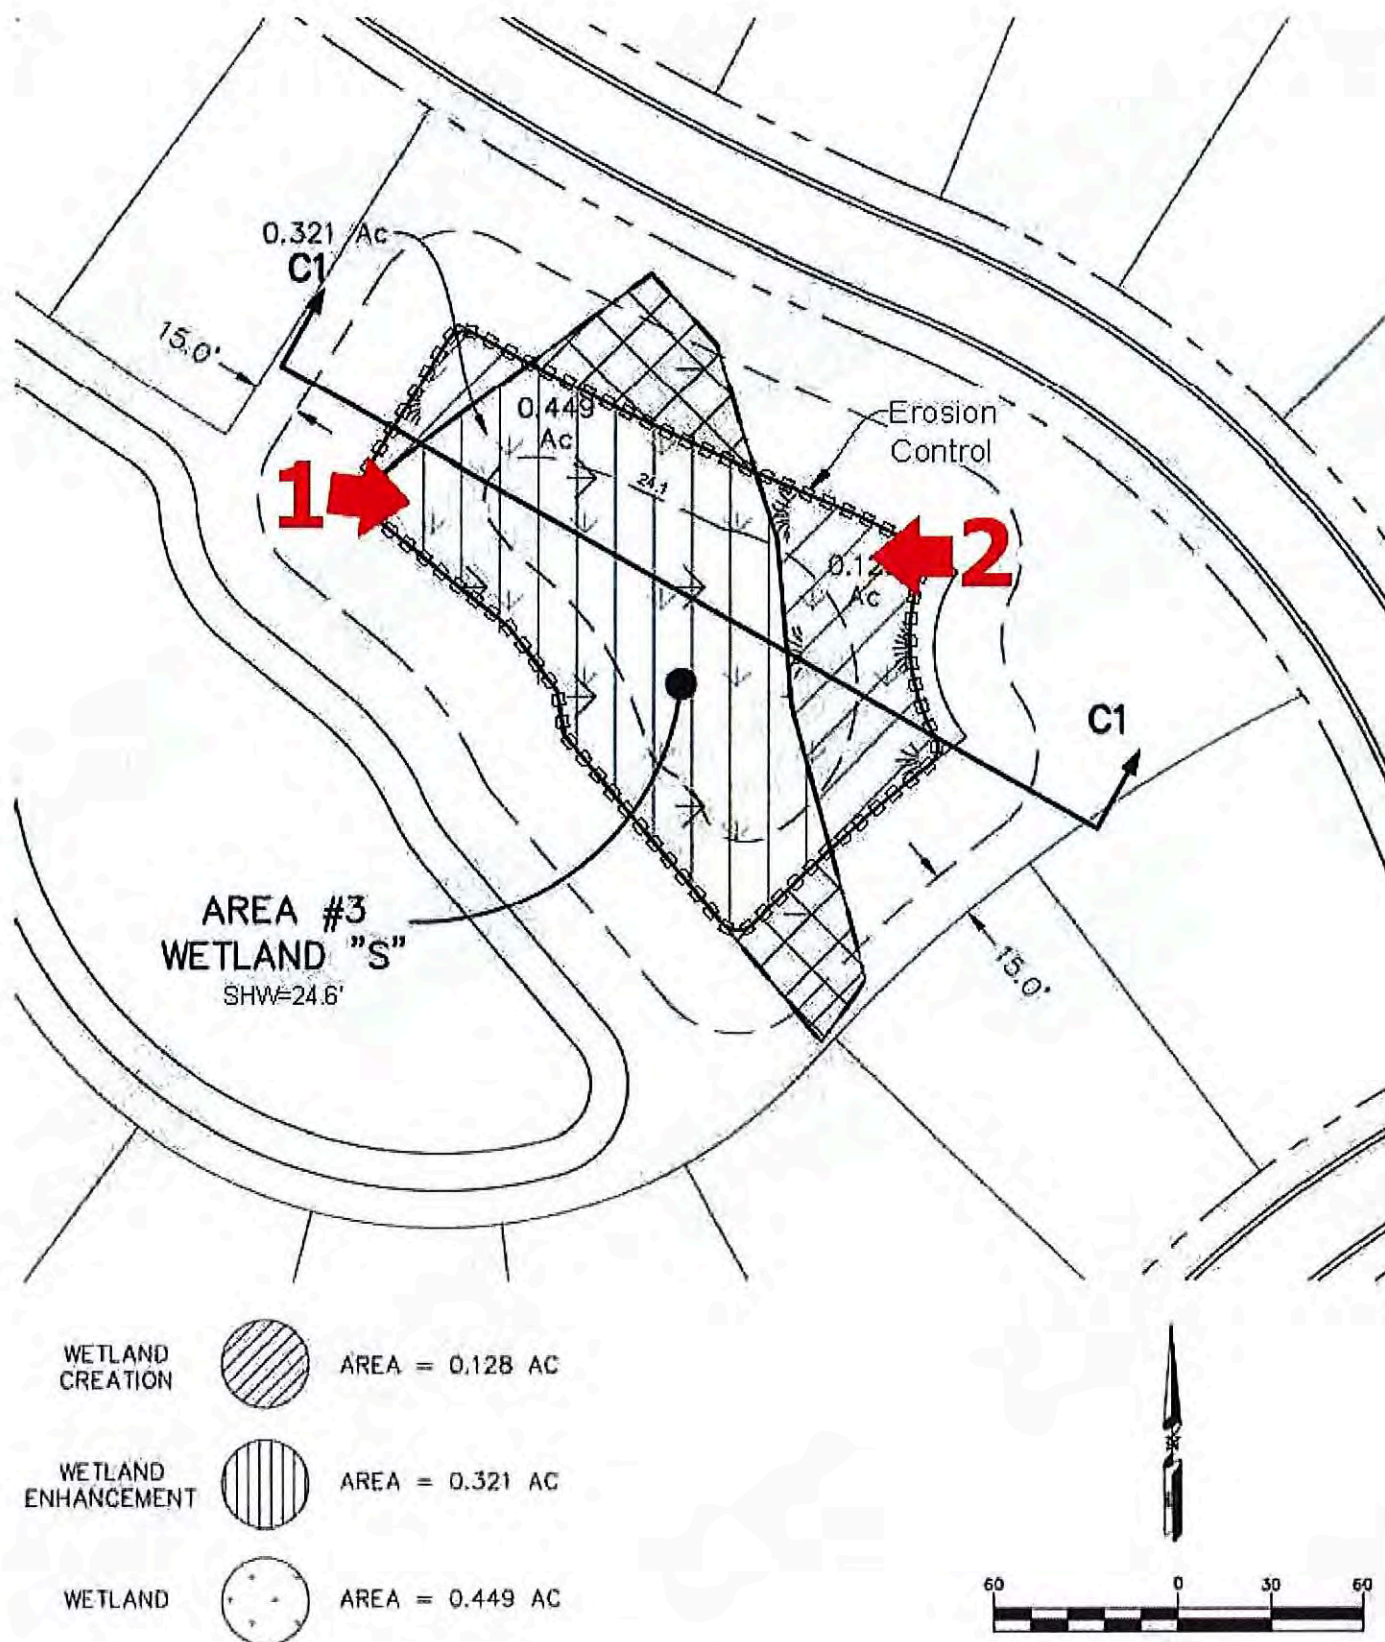 0.321 Ac
C1
15.0'
0.449
Ac
Erosion
Control
24.1
1
2
Ac
C1
AREA #3
WETLAND "S"
SHW=24.6'
15.0'
WETLAND
CREATION
AREA = 0.128 AC
WETLAND
ENHANCEMENT
AREA = 0.321 AC
WETLAND
AREA = 0.449 AC
60 0 30 60